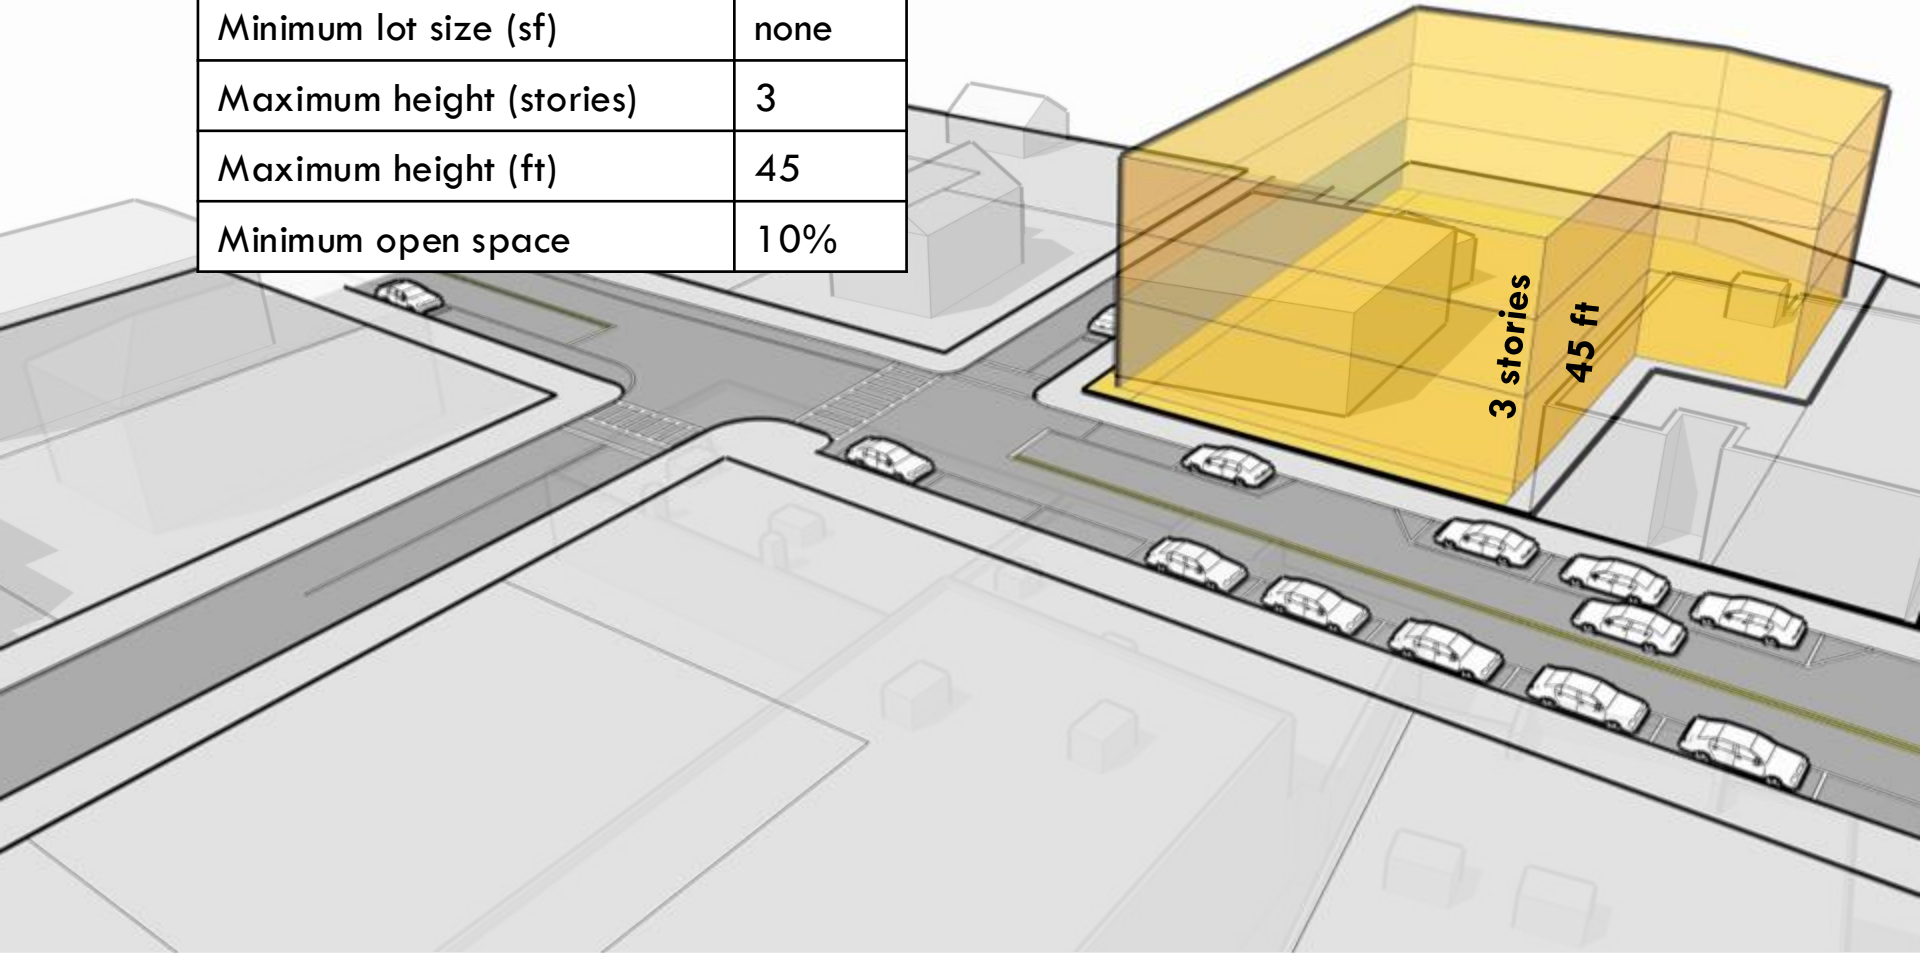 Minimum lot size (sf) none
Maximum height (stories) 3
Maximum height (ft) 45
Minimum open space 10%
3 stories
45 ft